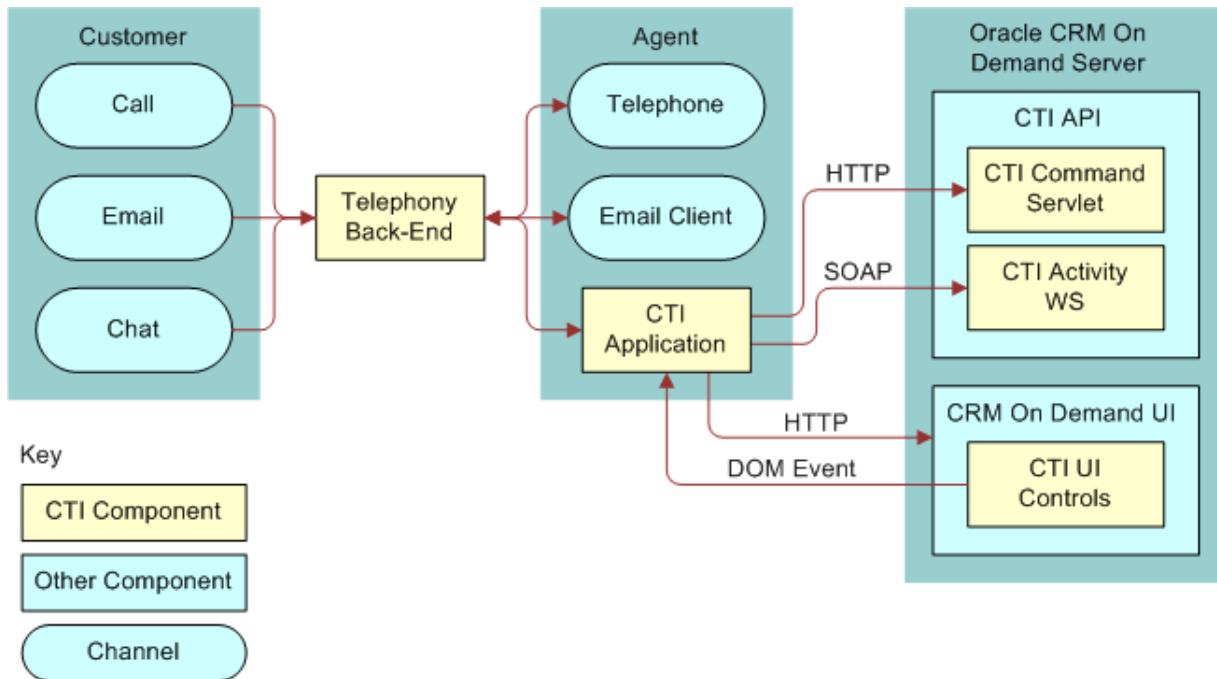 Customer
Call
Email
Chat
Telephony
Back-End
Agent
Telephone
Email Client
CTI
Application
HTTP
SOAP
HTTP
DOM Event
Oracle CRM On
Demand Server
CTI API
CTI Command
Servlet
CTI Activity
WS
CRM On Demand UI
CTI UI
Controls
Key
CTI Component
Other Component
Channel